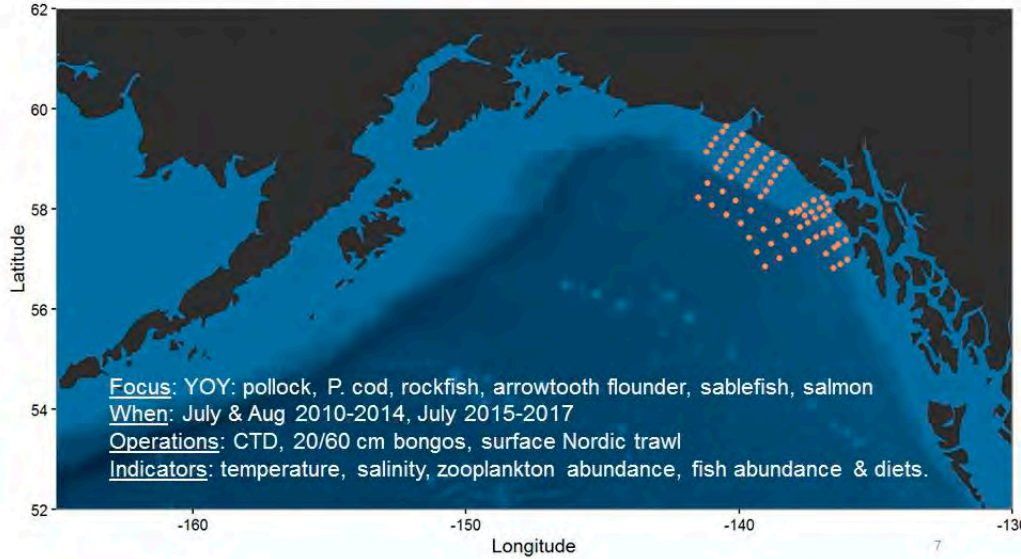 62
60
58
56
54
52
Latitude
Focus: YOY: pollock, P. cod, rockfish, arrowtooth flounder, sablefish, salmon
When: July & Aug 2010-2014, July 2015-2017
Operations: CTD, 20/60 cm bongos, surface Nordic trawl
Indicators: temperature, salinity, zooplankton abundance, fish abundance & diets.
-160
-150
-140
-130
Longitude
7